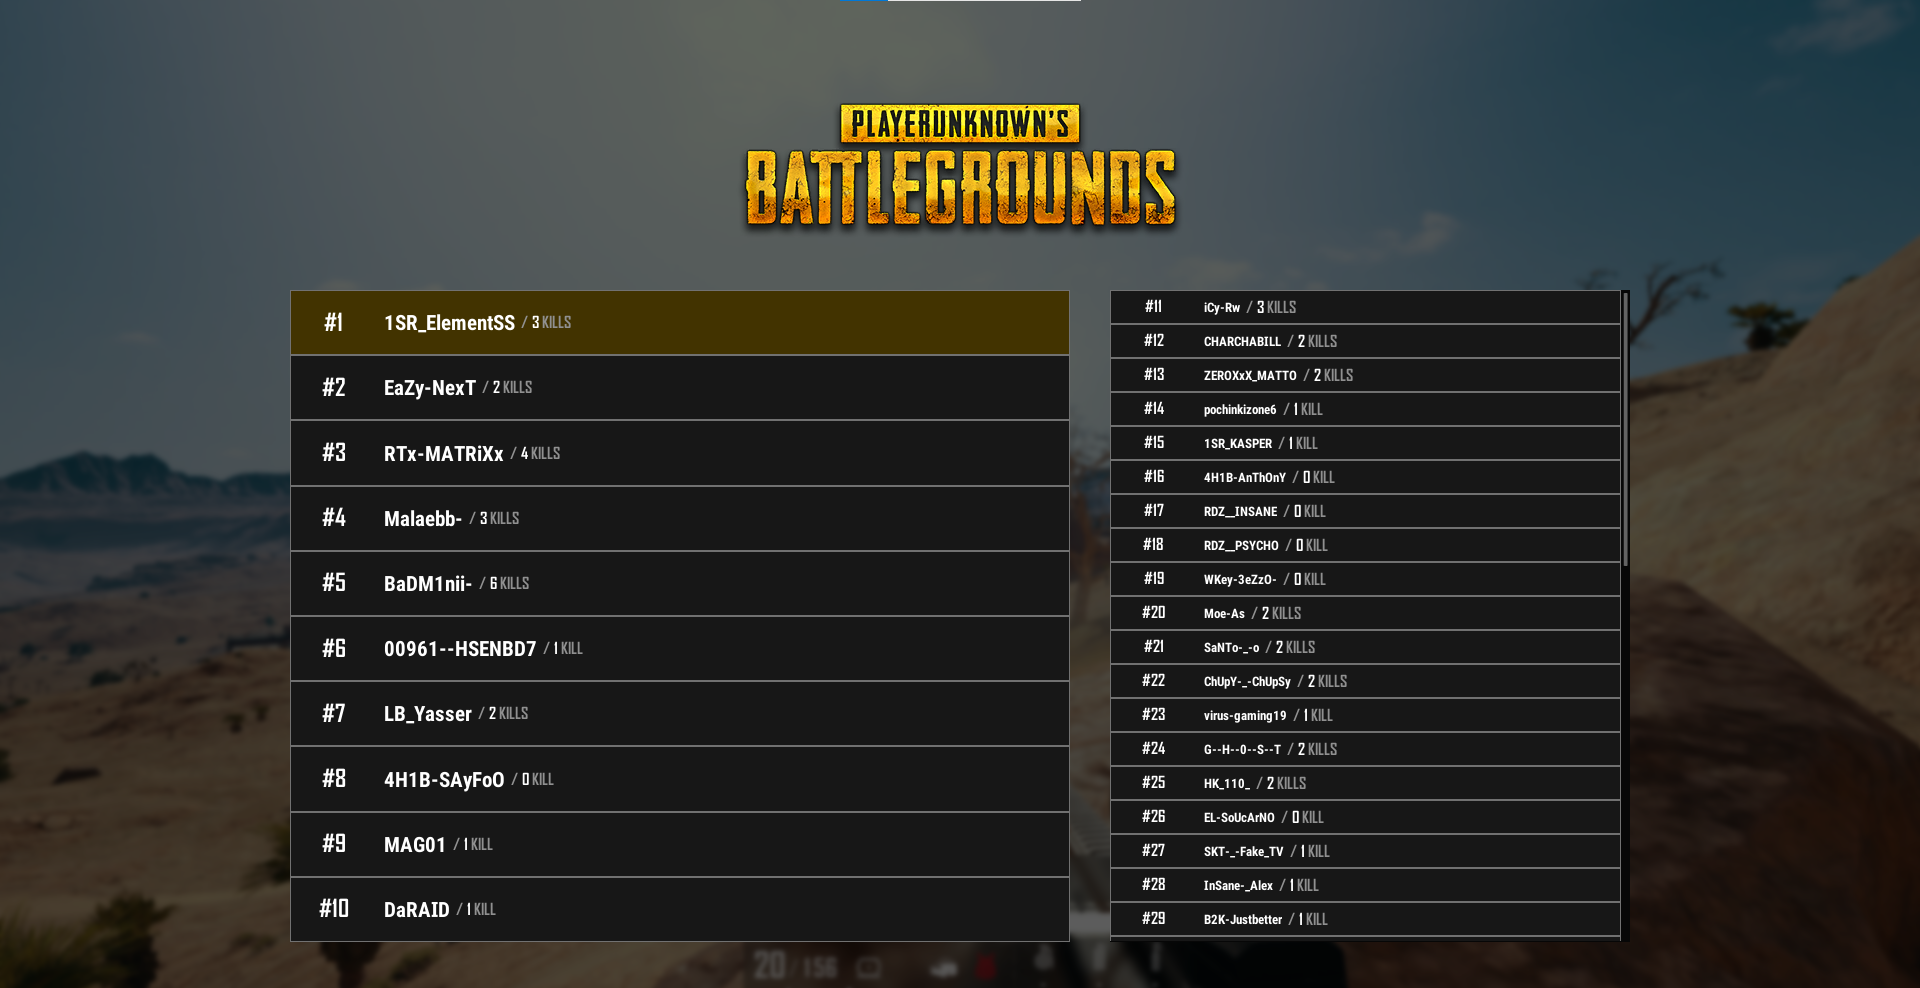 PLAYERUNKNOWN'S
BATTLEGROUNDS
#1 1SR_ElementSS / 3 KILLS
#2 EaZy-NexT / 2 KILLS
#3 RTx-MATRiXx / 4 KILLS
#4 Malaebb- / 3 KILLS
#5 BaDM1nii- / 6 KILLS
#6 00961--HSENBD7 / 1 KILL
#7 LB_Yasser / 2 KILLS
#8 4H1B-SAyFoO / 0 KILL
#9 MAG01 / 1 KILL
#10 DaRAID / 1 KILL
#11 iCy-Rw / 3 KILLS
#12 CHARCHABILL / 2 KILLS
#13 ZEROXxX_MATTO / 2 KILLS
#14 pochinkizone6 / 1 KILL
#15 1SR_KASPER / 1 KILL
#16 4H1B-AnThOnY / 0 KILL
#17 RDZ__INSANE / 0 KILL
#18 RDZ__PSYCHO / 0 KILL
#19 WKey-3eZzO- / 0 KILL
#20 Moe-As / 2 KILLS
#21 SaNTo-_-o / 2 KILLS
#22 ChUpY-_-ChUpSy / 2 KILLS
#23 virus-gaming19 / 1 KILL
#24 G--H--0--S--T / 2 KILLS
#25 HK_110_ / 2 KILLS
#26 EL-SoUcArNO / 0 KILL
#27 SKT-_-Fake_TV / 1 KILL
#28 InSane-_Alex / 1 KILL
#29 B2K-Justbetter / 1 KILL
20 / 156